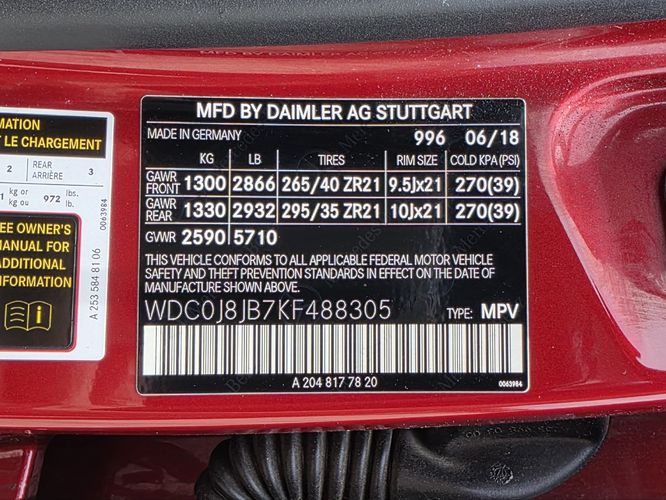 MATION
T LE CHARGEMENT
2 REAR ARRIÈRE 3
1 kg or kg ou 972 lbs. lb.
0063984
EE OWNER'S
MANUAL FOR
ADDITIONAL
INFORMATION
A 253 584 81 06
MFD BY DAIMLER AG STUTTGART
MADE IN GERMANY 996 06/18
KG LB TIRES RIM SIZE COLD KPA(PSI)
GAWR FRONT 1300 2866 265/40 ZR21 9.5Jx21 270(39)
GAWR REAR 1330 2932 295/35 ZR21 10Jx21 270(39)
GVWR 2590 5710
THIS VEHICLE CONFORMS TO ALL APPLICABLE FEDERAL MOTOR VEHICLE
SAFETY AND THEFT PREVENTION STANDARDS IN EFFECT ON THE DATE OF
MANUFACTURE SHOWN ABOVE.
WDC0J8JB7KF488305 TYPE: MPV
A 204 817 78 20 0063984